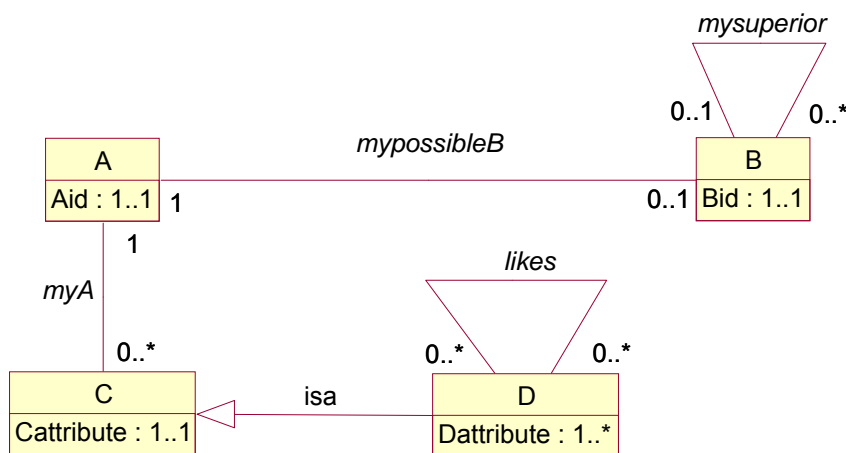 mysuperior
0..1
0..*
mypossibleB
A
Aid : 1..1
1
0..1
B
Bid : 1..1
1
myA
0..*
likes
0..*
0..*
C
Cattribute : 1..1
isa
D
Dattribute : 1..*